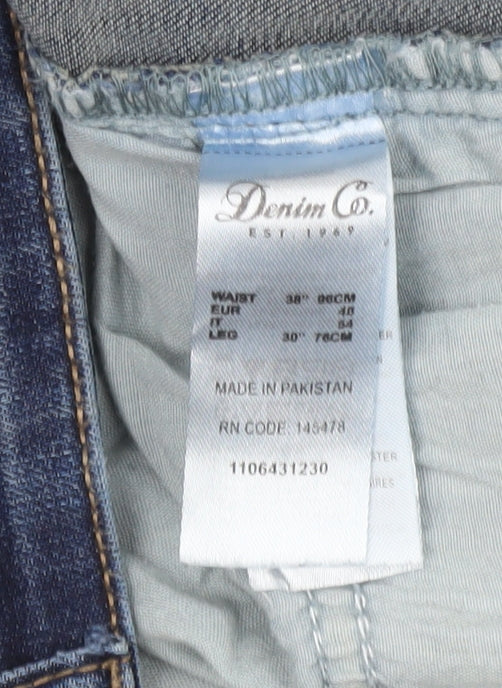 Denim Co.
EST 1969
WAIST 38" 96CM
EUR 48
IT 54
LEG 30" 76CM
MADE IN PAKISTAN
RN CODE: 145478
1106431230